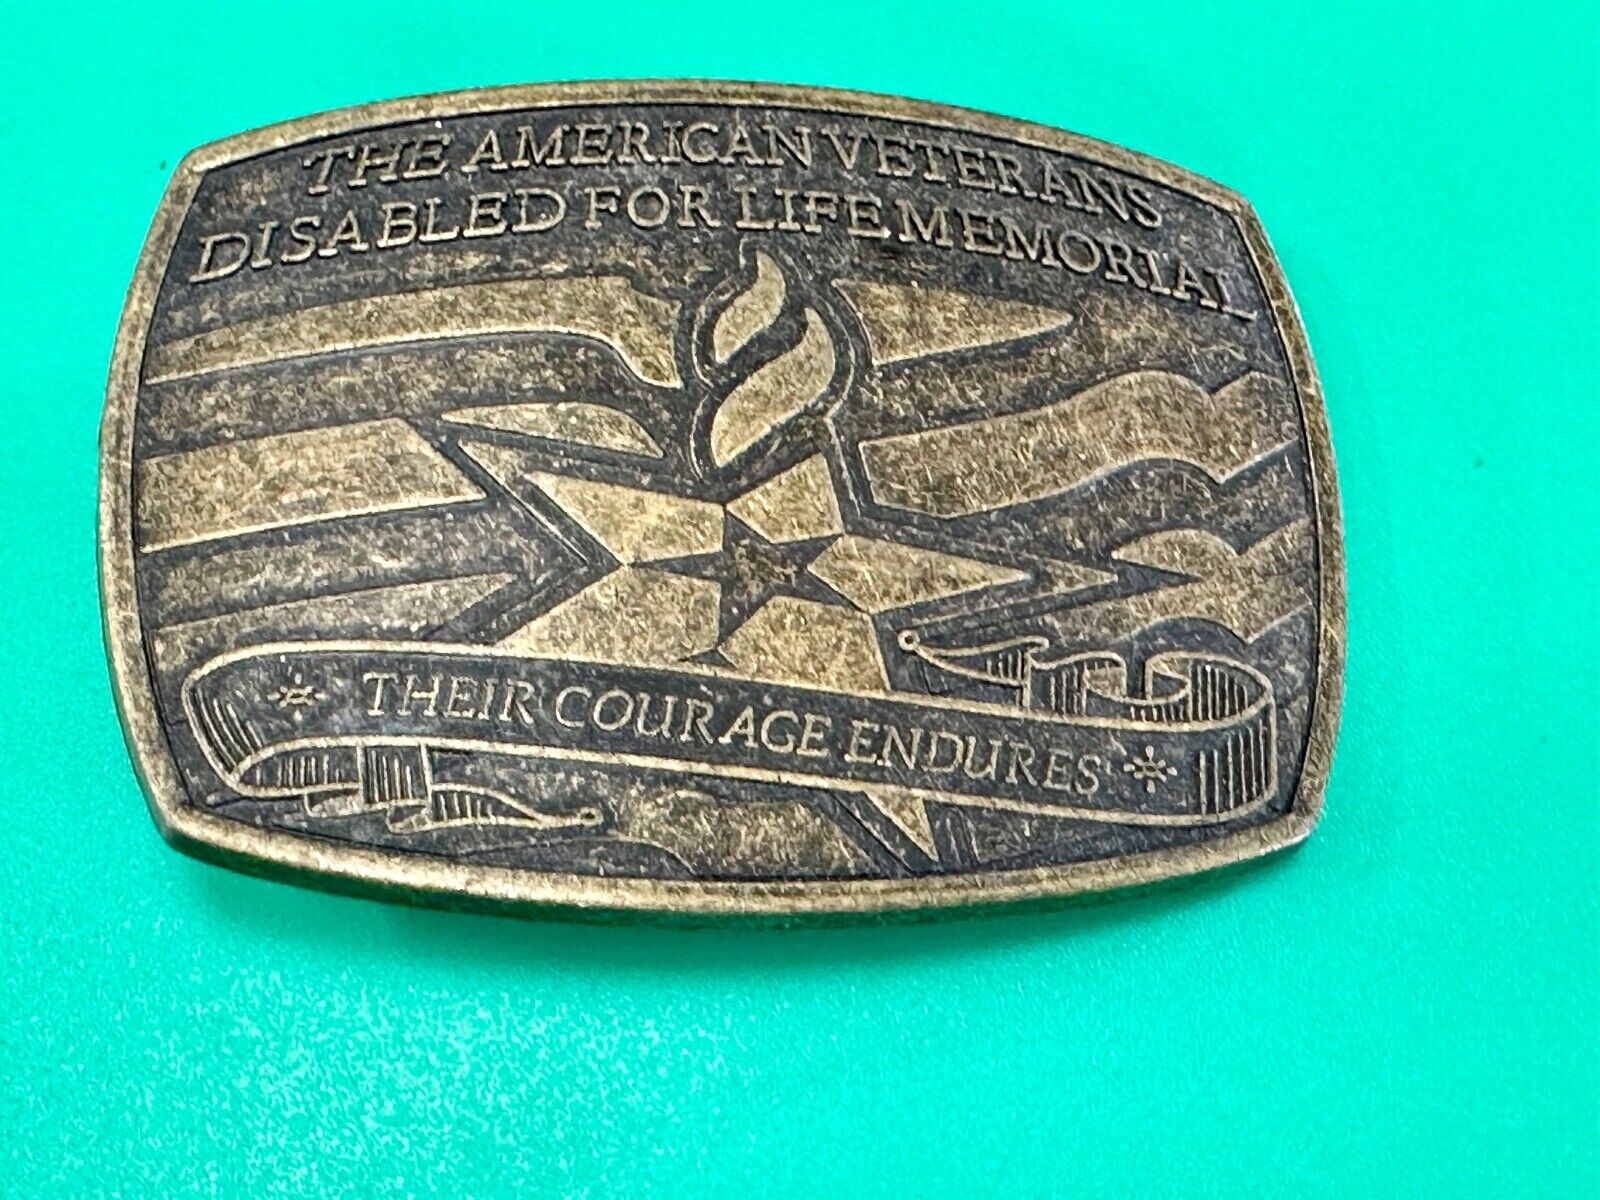 THE AMERICAN VETERANS
DISABLED FOR LIFE MEMORIAL
THEIR COURAGE ENDURES